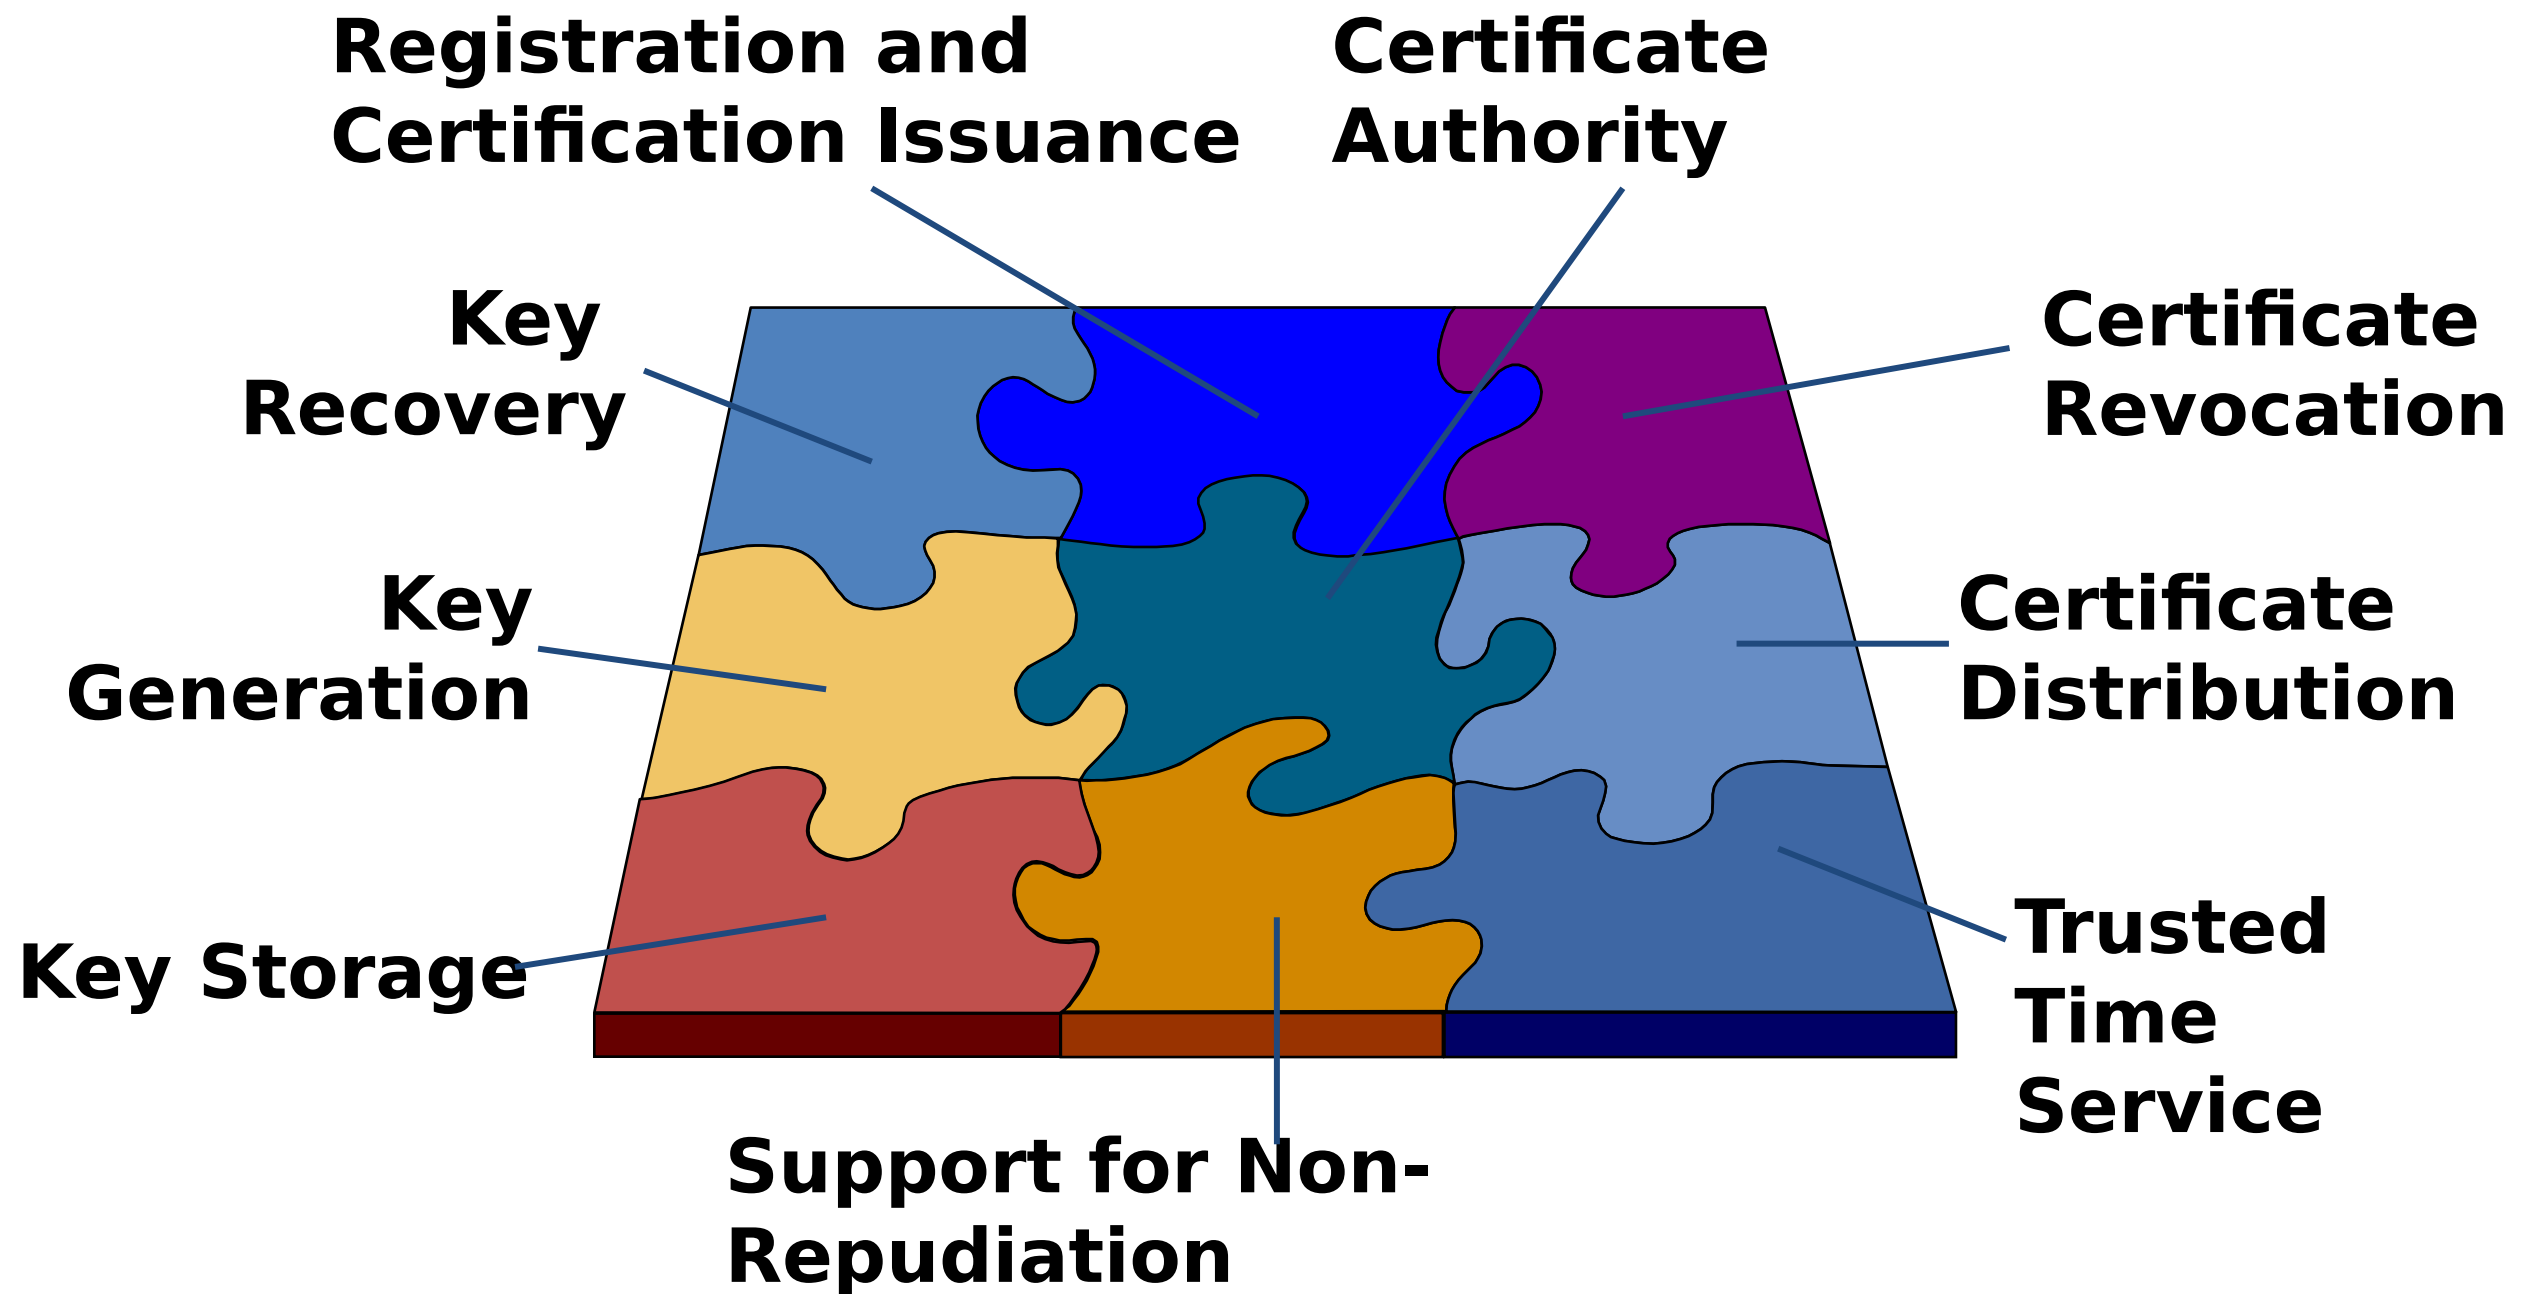 Registration and
Certification Issuance
Certificate
Authority
Key
Recovery
Certificate
Revocation
Key
Generation
Certificate
Distribution
Key Storage
Trusted
Time
Service
Support for Non-
Repudiation